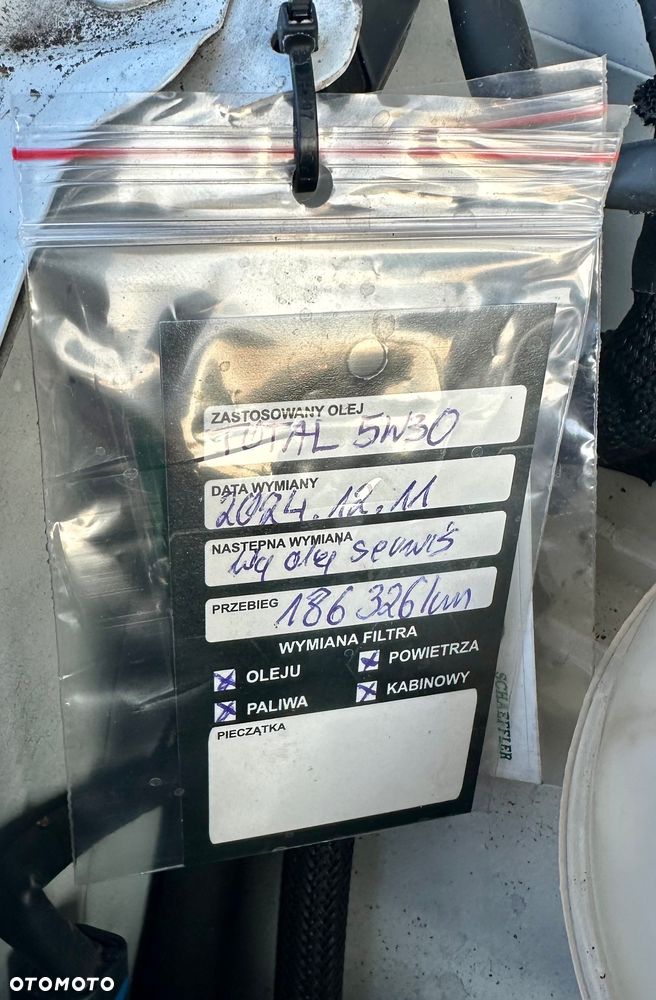 ZASTOSOWANY OLEJ
TOTAL 5W30
DATA WYMIANY
2024.12.11
NASTĘPNA WYMIANA
Wg olej serwiś
PRZEBIEG
186 326 km
WYMIANA FILTRA
OLEJU
POWIETRZA
PALIWA
KABINOWY
PIECZĄTKA
SCHAEFFLER
OTOMOTO